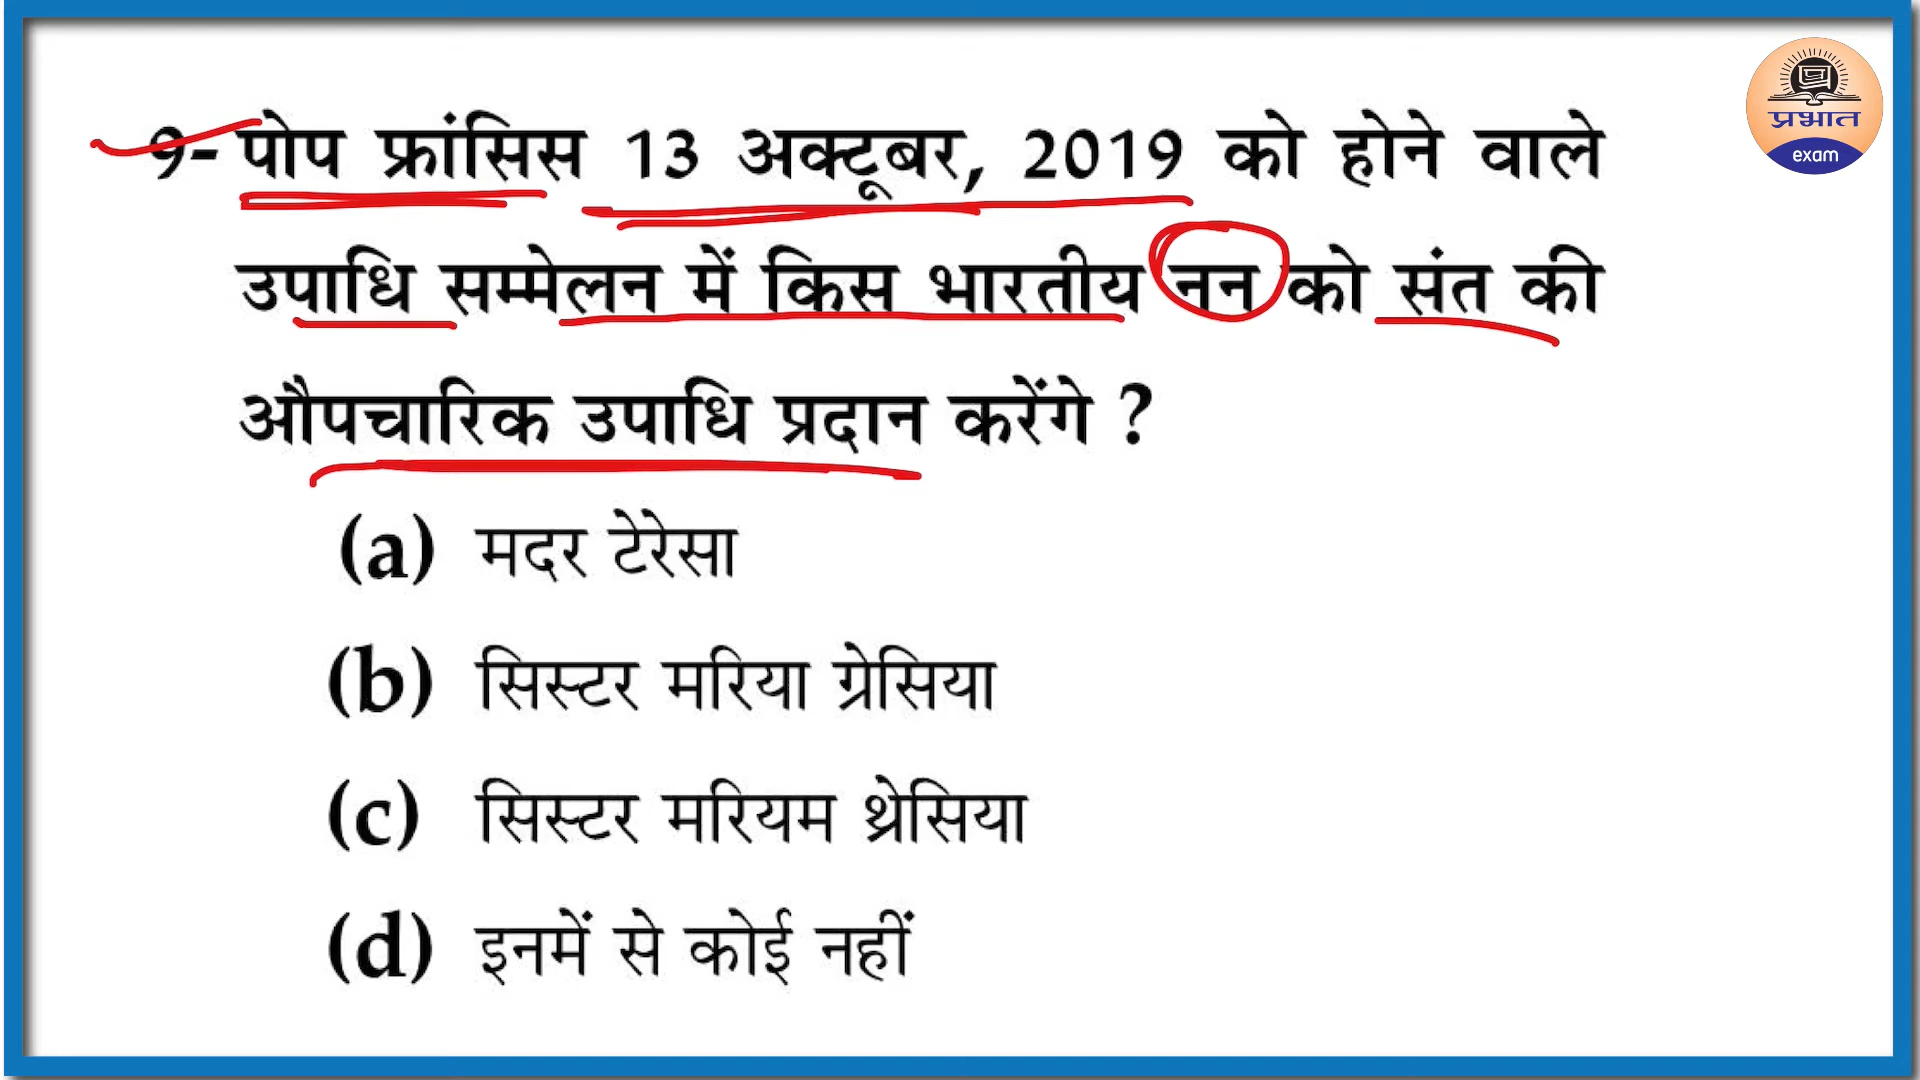 9- पोप फ्रांसिस 13 अक्टूबर, 2019 को होने वाले
उपाधि सम्मेलन में किस भारतीय नन को संत की
औपचारिक उपाधि प्रदान करेंगे ?
(a) मदर टेरेसा
(b) सिस्टर मरिया ग्रेसिया
(c) सिस्टर मरियम थ्रेसिया
(d) इनमें से कोई नहीं
प्रभात
exam